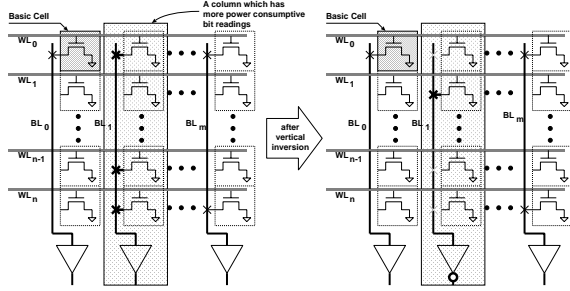 A column which has
more power consumptive
bit readings
Basic Cell
WL0
WL1
BL0
BL1
BLm
WLn-1
WLn
after
vertical
inversion
Basic Cell
WL0
WL1
BL0
BL1
BLm
WLn-1
WLn